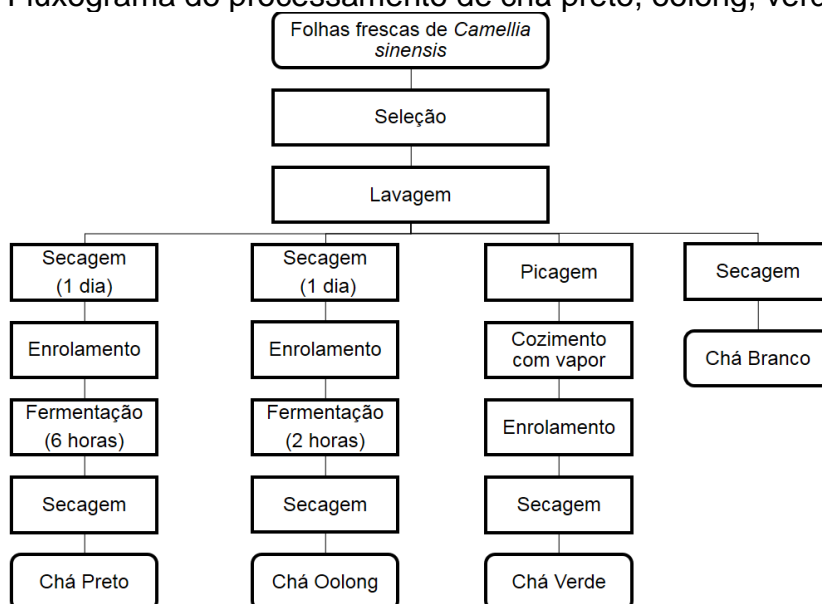 Fluxograma do processamento de chá preto, oolong, verde
Folhas frescas de Camellia
sinensis
Seleção
Lavagem
Secagem
(1 dia)
Enrolamento
Fermentação
(6 horas)
Secagem
Chá Preto
Secagem
(1 dia)
Enrolamento
Fermentação
(2 horas)
Secagem
Chá Oolong
Picagem
Cozimento
com vapor
Enrolamento
Secagem
Chá Verde
Secagem
Chá Branco